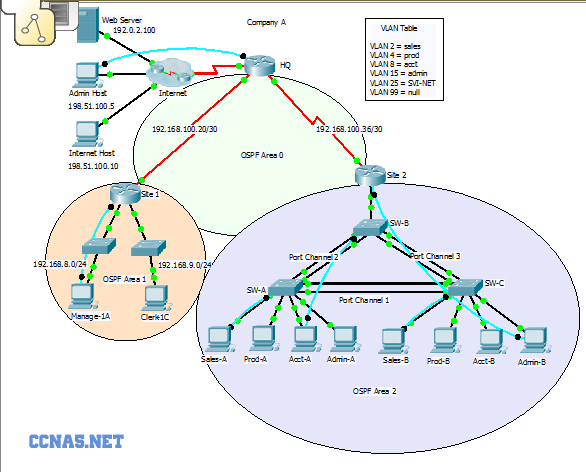 Web Server
192.0.2.100
Company A
VLAN Table
VLAN 2 = sales
VLAN 4 = prod
VLAN 8 = acct
VLAN 15 = admin
VLAN 25 = SVI-NET
VLAN 99 = null
HQ
Admin Host
198.51.100.5
Internet
Internet Host
198.51.100.10
192.168.100.20/30
192.168.100.36/30
OSPF Area 0
Site 1
Site 2
SW-B
192.168.8.0/24
192.168.9.0/24
OSPF Area 1
Manage-1A
Clerk1C
Port Channel 2
Port Channel 3
SW-A
SW-C
Port Channel 1
Sales-A
Prod-A
Acct-A
Admin-A
Sales-B
Prod-B
Acct-B
Admin-B
OSPF Area 2
CCNAS.NET